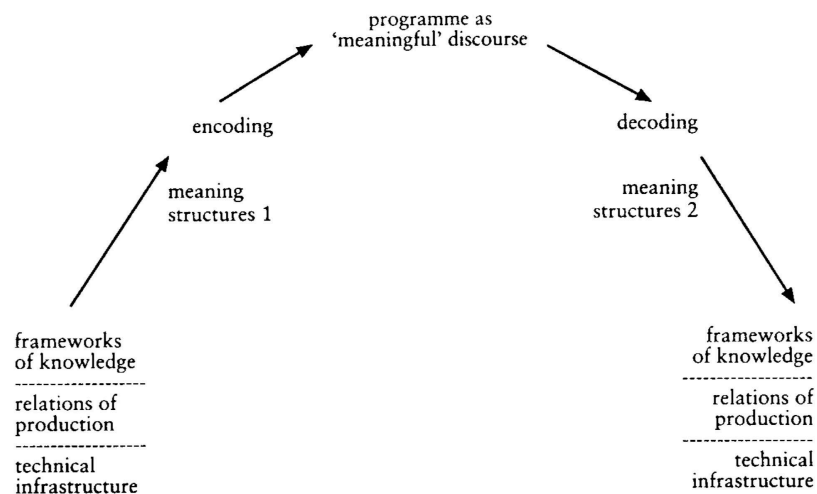 programme as
'meaningful' discourse
encoding
decoding
meaning
structures 1
meaning
structures 2
frameworks
of knowledge
relations of
production
technical
infrastructure
frameworks
of knowledge
relations of
production
technical
infrastructure